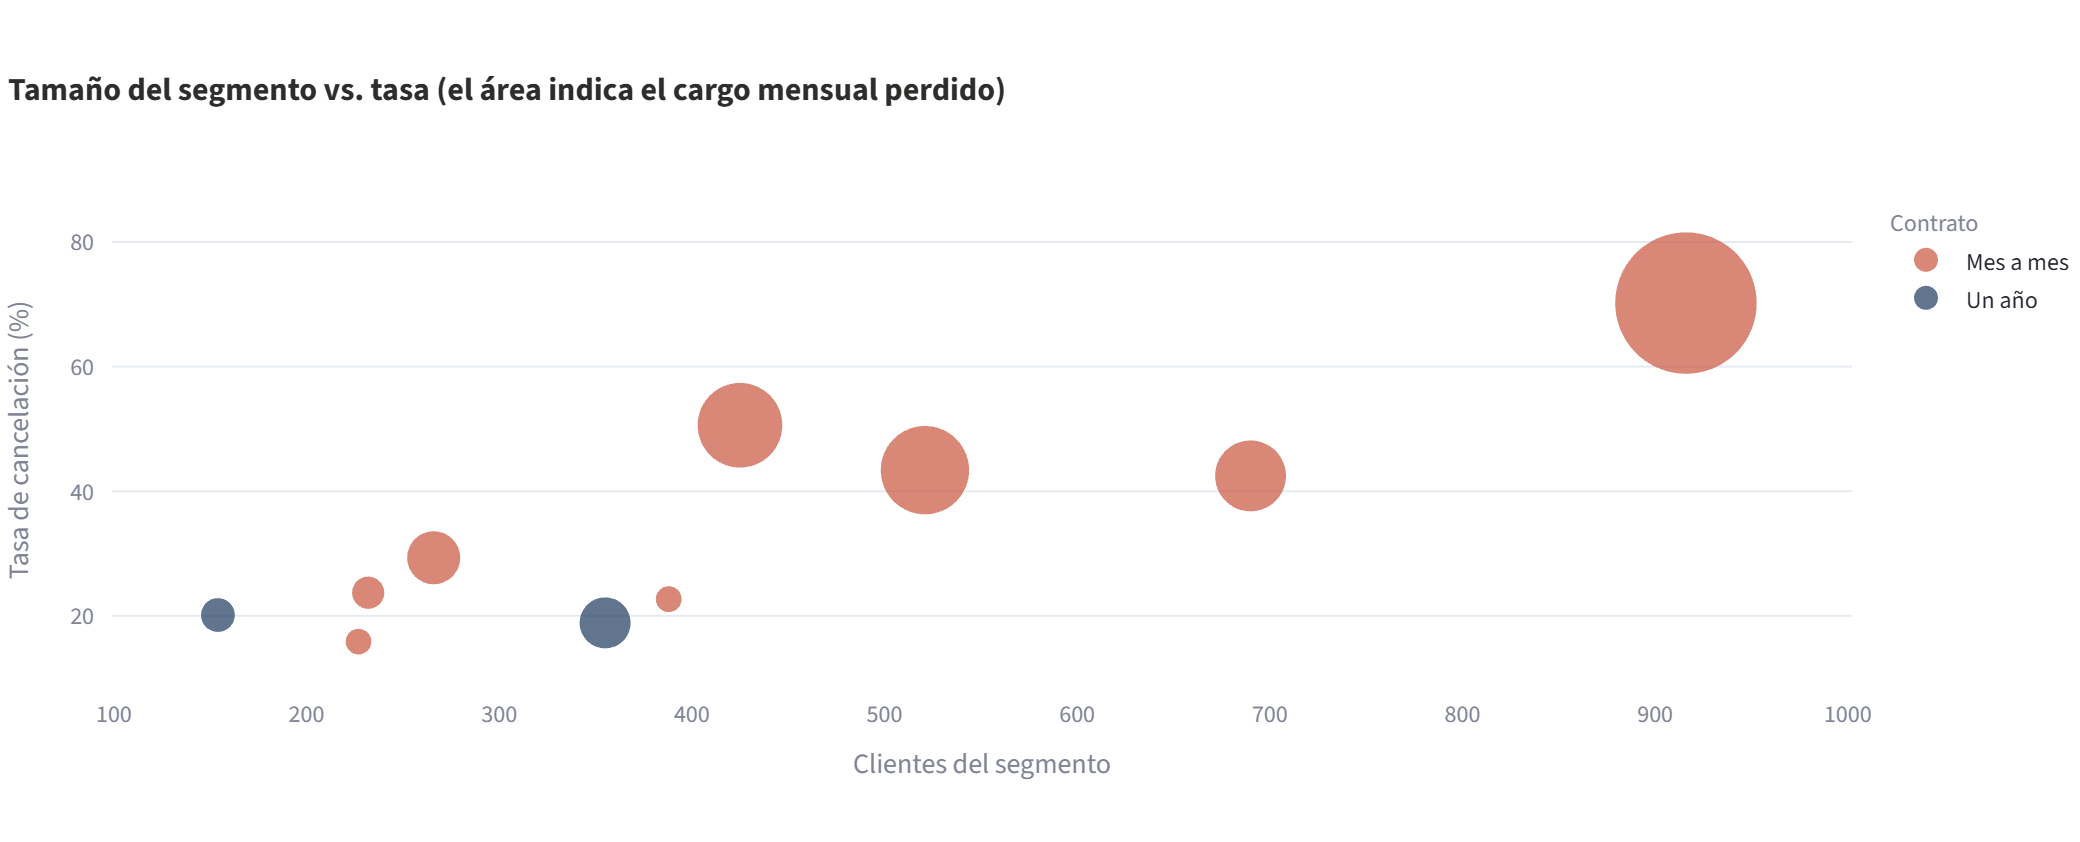 Tamaño del segmento vs. tasa (el área indica el cargo mensual perdido)
Contrato
Mes a mes
Un año
Tasa de cancelación (%)
80
60
40
20
100 200 300 400 500 600 700 800 900 1000
Clientes del segmento